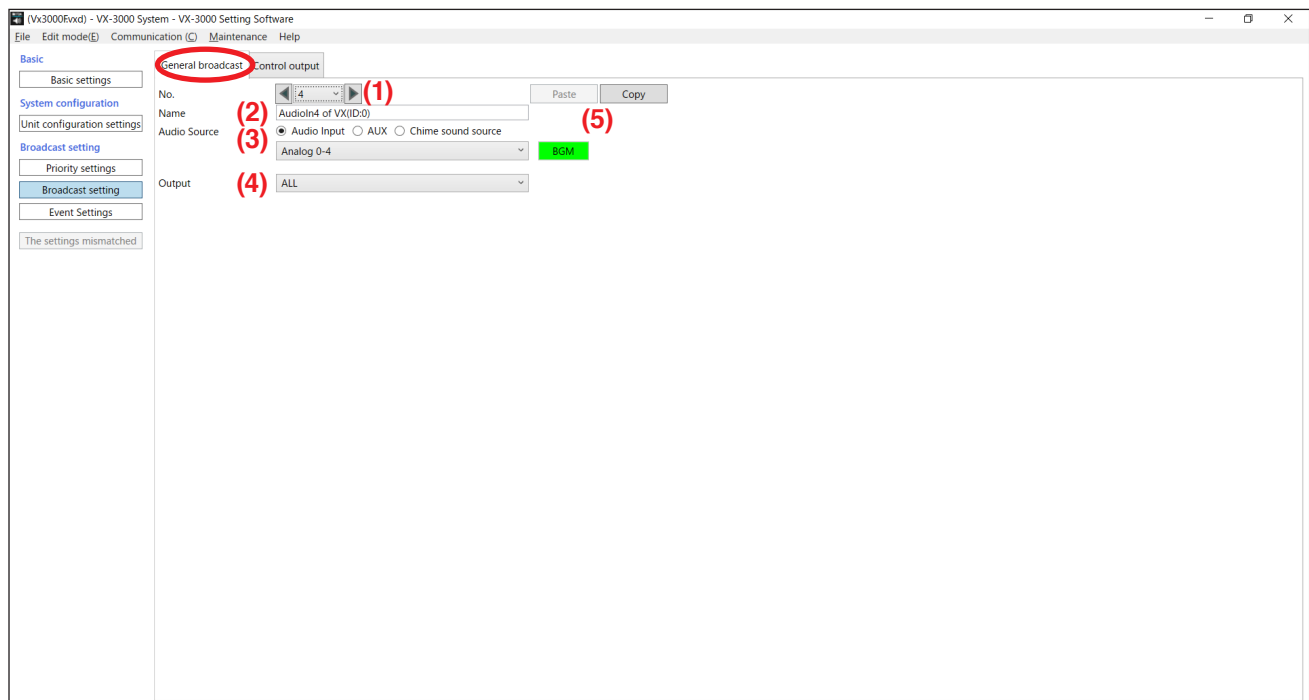 (Vx3000Evxd) - VX-3000 System - VX-3000 Setting Software
File Edit mode(E) Communication (C) Maintenance Help
Basic
Basic settings
System configuration
Unit configuration settings
Broadcast setting
Priority settings
Broadcast setting
Event Settings
The settings mismatched
General broadcast Control output
No. 4 (1) Paste Copy
Name (2) AudioIn4 of VX(ID:0) (5)
Audio Source (3) Audio Input AUX Chime sound source
Analog 0-4 BGM
Output (4) ALL